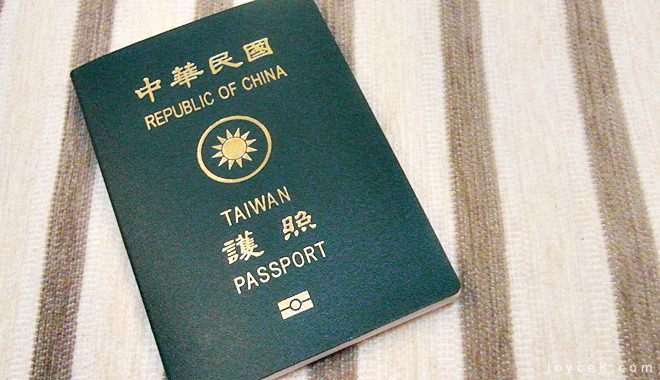 中華民國
REPUBLIC OF CHINA
TAIWAN
護照
PASSPORT
joyce8.com